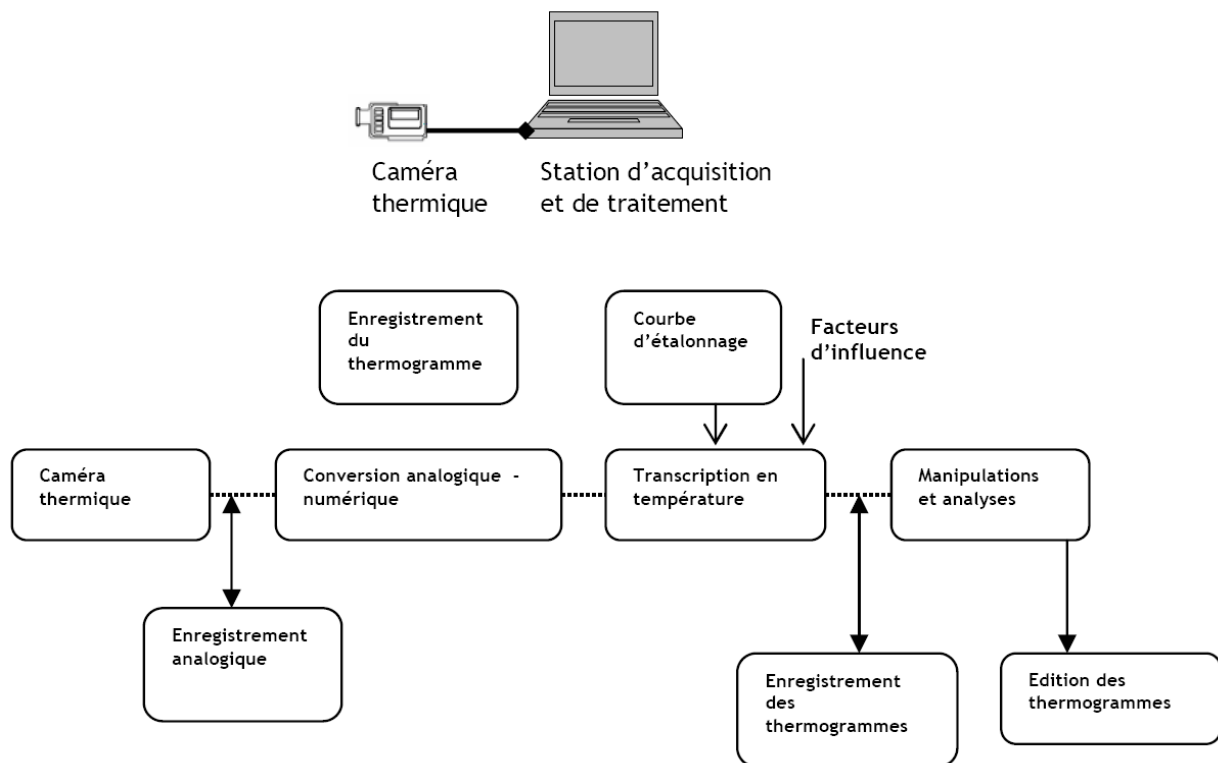 Caméra
thermique
Station d'acquisition
et de traitement
Enregistrement
du
thermogramme
Courbe
d'étalonnage
Facteurs
d'influence
Caméra
thermique
Conversion analogique -
numérique
Transcription en
température
Manipulations
et analyses
Enregistrement
analogique
Enregistrement
des
thermogrammes
Edition des
thermogrammes